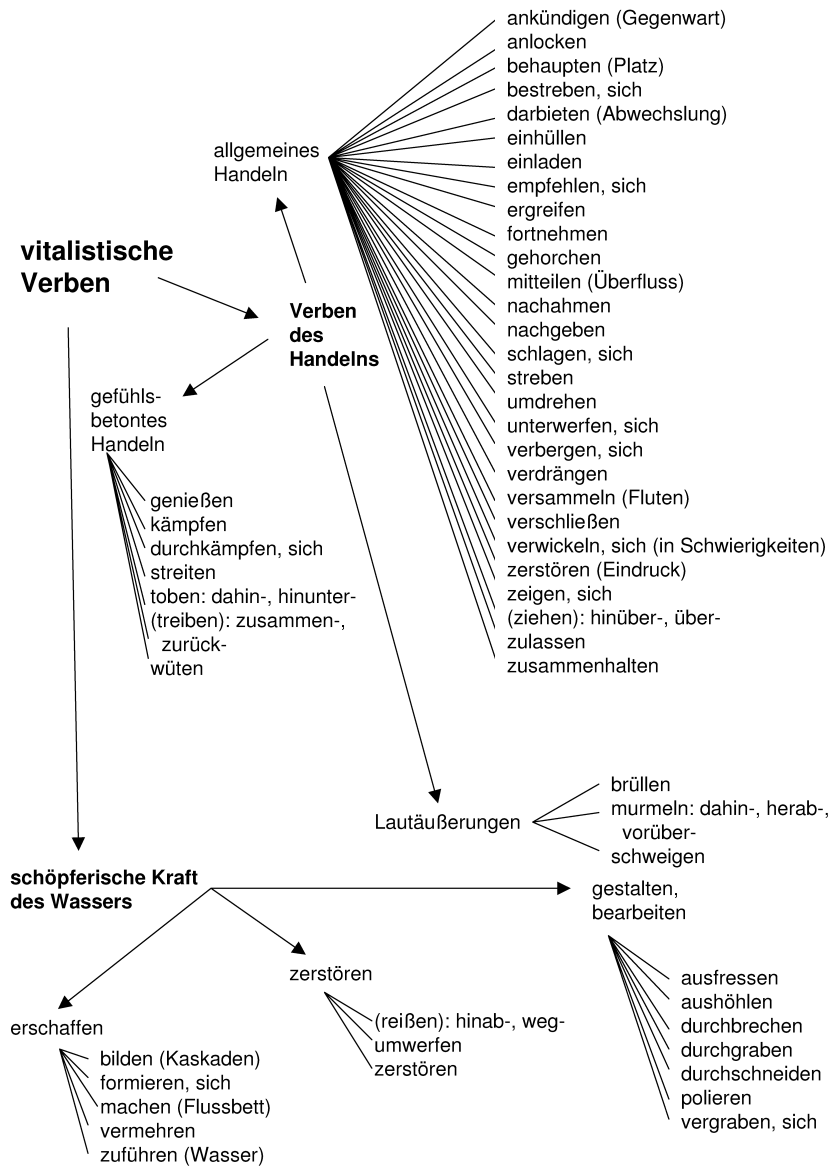 vitalistische
Verben
Verben
des
Handelns
allgemeines
Handeln
ankündigen (Gegenwart)
anlocken
behaupten (Platz)
bestreben, sich
darbieten (Abwechslung)
einhüllen
einladen
empfehlen, sich
ergreifen
fortnehmen
gehorchen
mitteilen (Überfluss)
nachahmen
nachgeben
schlagen, sich
streben
umdrehen
unterwerfen, sich
verbergen, sich
verdrängen
versammeln (Fluten)
verschließen
verwickeln, sich (in Schwierigkeiten)
zerstören (Eindruck)
zeigen, sich
(ziehen): hinüber-, über-
zulassen
zusammenhalten
gefühls-
betontes
Handeln
genießen
kämpfen
durchkämpfen, sich
streiten
toben: dahin-, hinunter-
(treiben): zusammen-,
zurück-
wüten
Lautäußerungen
brüllen
murmeln: dahin-, herab-,
vorüber-
schweigen
schöpferische Kraft
des Wassers
erschaffen
bilden (Kaskaden)
formieren, sich
machen (Flussbett)
vermehren
zuführen (Wasser)
zerstören
(reißen): hinab-, weg-
umwerfen
zerstören
gestalten,
bearbeiten
ausfressen
aushöhlen
durchbrechen
durchgraben
durchschneiden
polieren
vergraben, sich